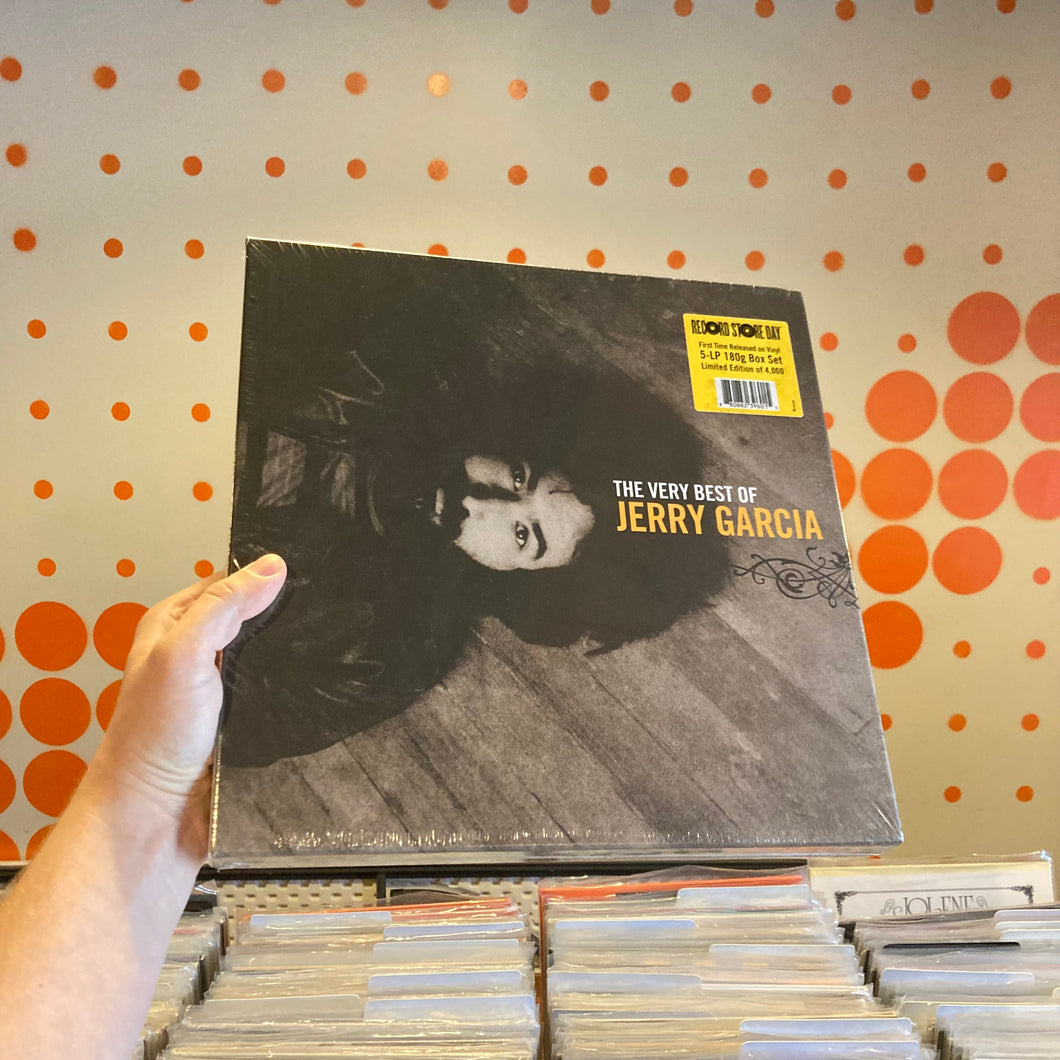 RECORD STORE DAY
First Time Released on Vinyl
5-LP 180g Box Set
Limited Edition of 4,000
THE VERY BEST OF
JERRY GARCIA
JOLENE